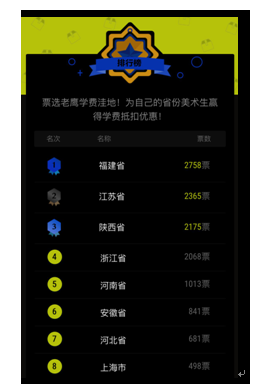 排行榜
票选老鹰学费洼地！为自己的省份美术生赢
得学费抵扣优惠！
名次 名称 票数
1 福建省 2758票
2 江苏省 2365票
3 陕西省 2175票
4 浙江省 2068票
5 河南省 1013票
6 安徽省 841票
7 河北省 681票
8 上海市 498票